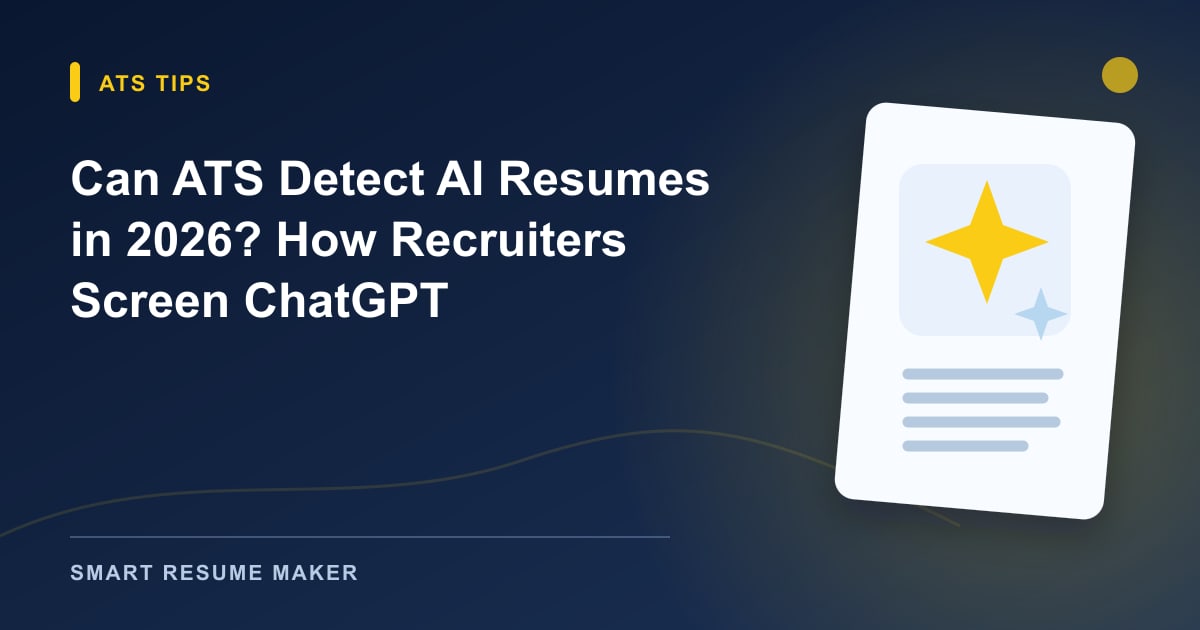 ATS TIPS
Can ATS Detect AI Resumes
in 2026? How Recruiters
Screen ChatGPT
SMART RESUME MAKER